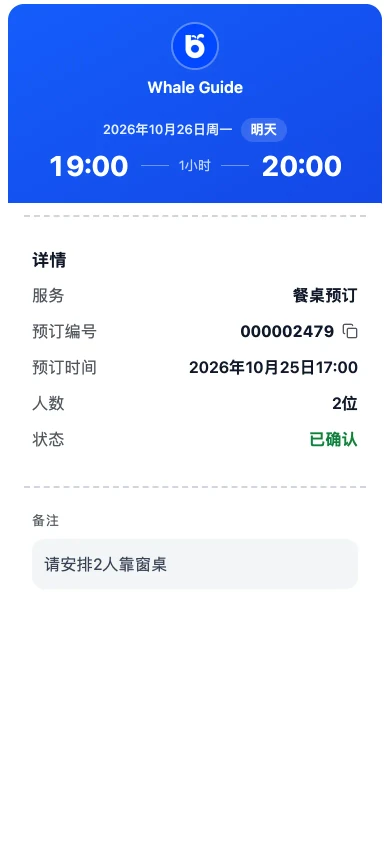 Whale Guide
2026年10月26日周一 明天
19:00 1小时 20:00
详情
服务 餐桌预订
预订编号 000002479
预订时间 2026年10月25日17:00
人数 2位
状态 已确认
备注
请安排2人靠窗桌